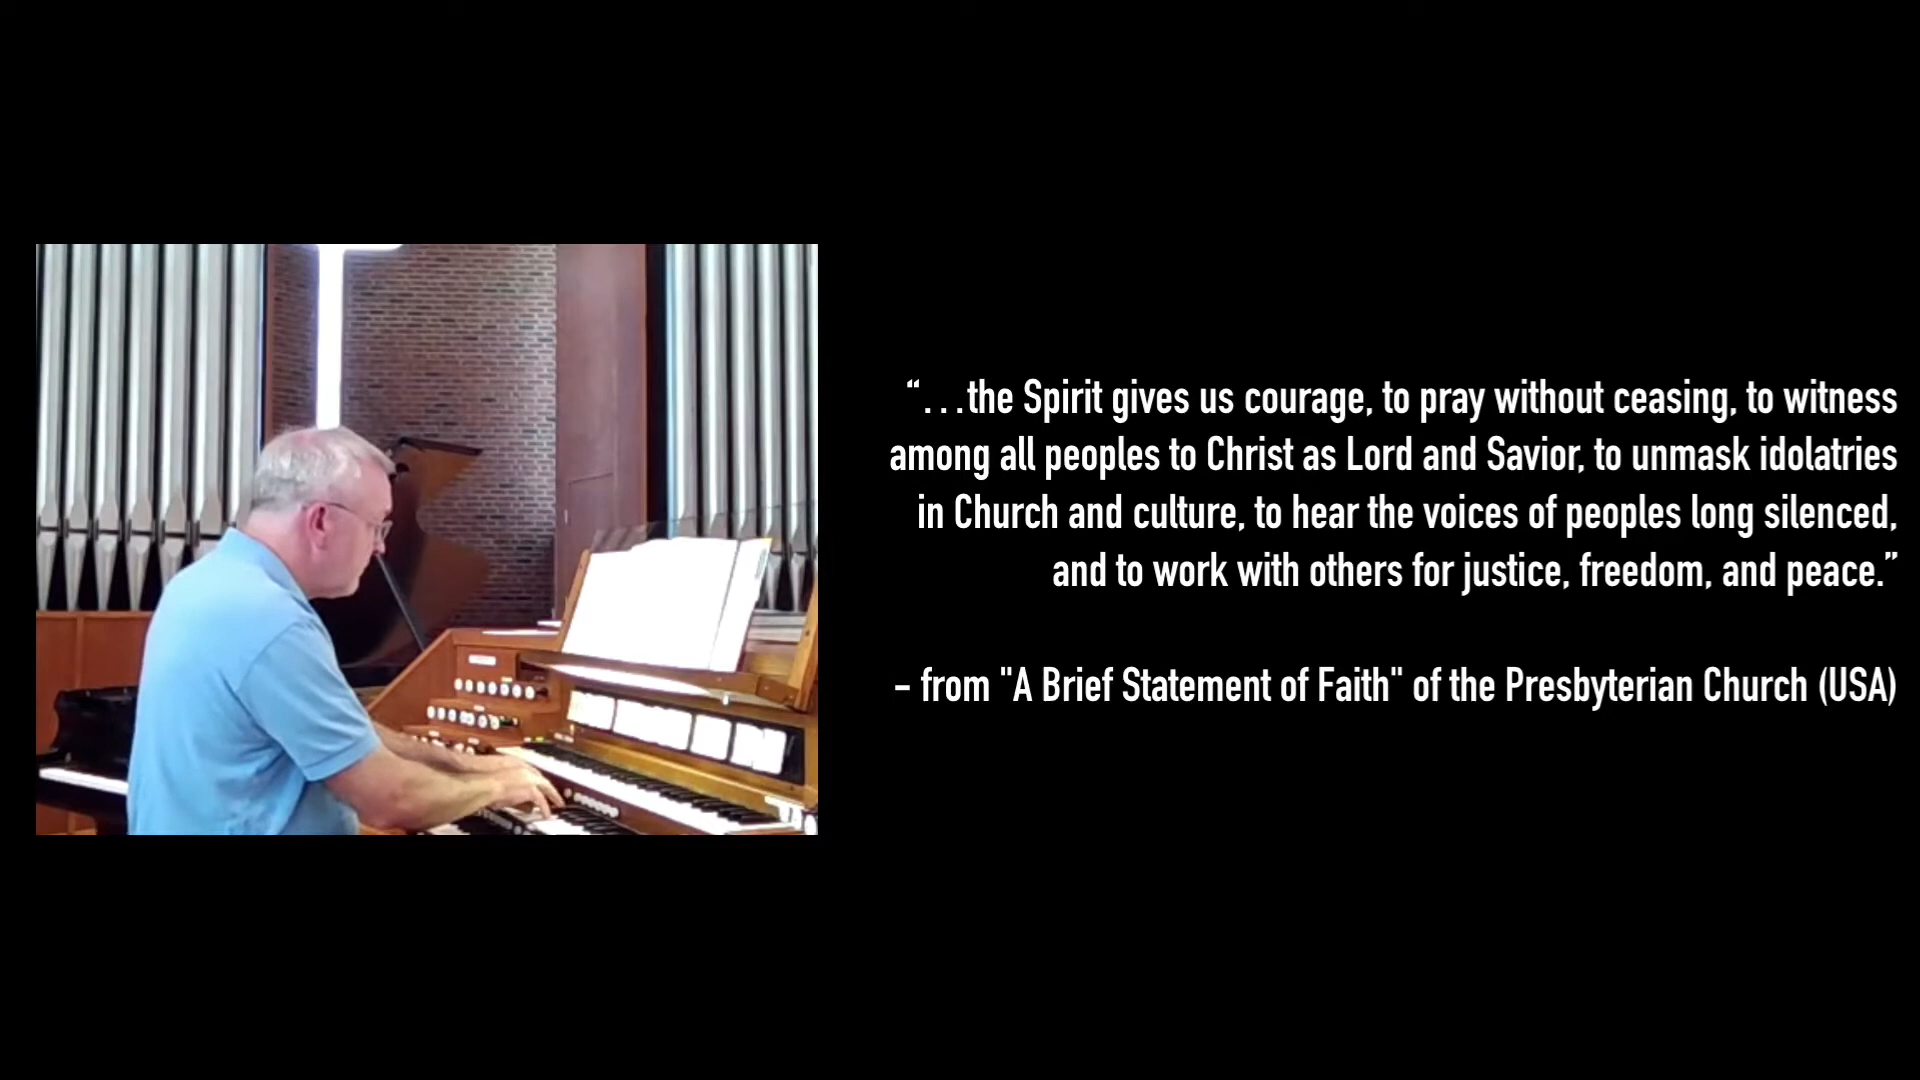 “...the Spirit gives us courage, to pray without ceasing, to witness
among all peoples to Christ as Lord and Savior, to unmask idolatries
in Church and culture, to hear the voices of peoples long silenced,
and to work with others for justice, freedom, and peace.”
- from "A Brief Statement of Faith" of the Presbyterian Church (USA)